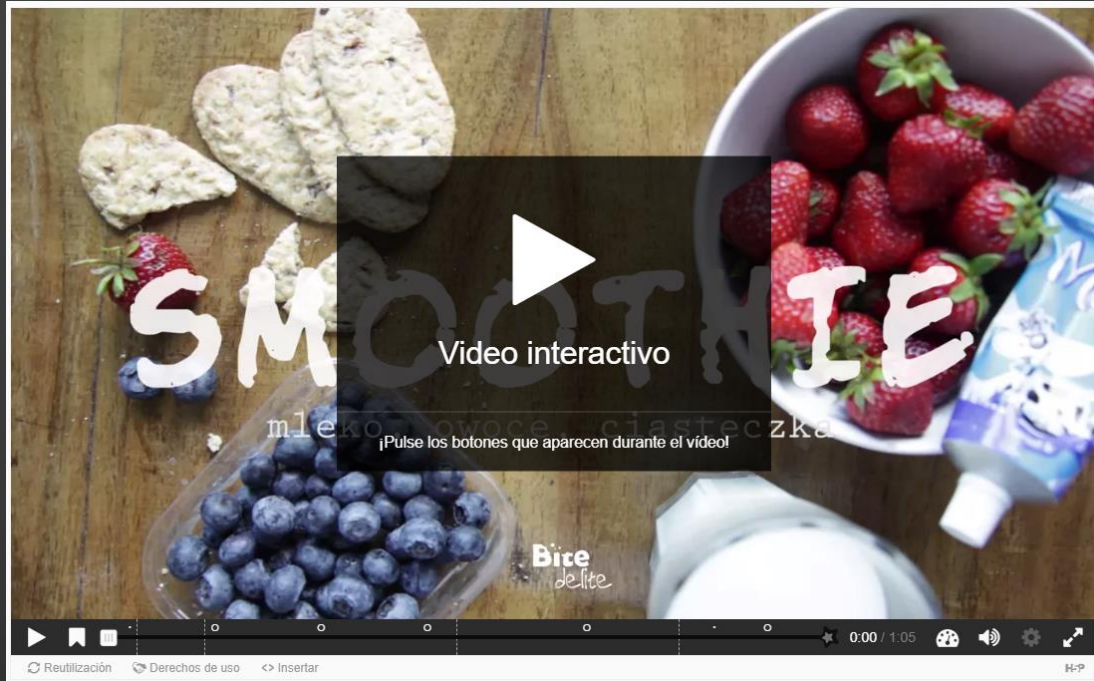 SMOOTHIE
Video interactivo
mleko, owoce, ciasteczka
¡Pulse los botones que aparecen durante el vídeo!
Bite
delite
0:00 / 1:05
Reutilización Derechos de uso <> Insertar H-P